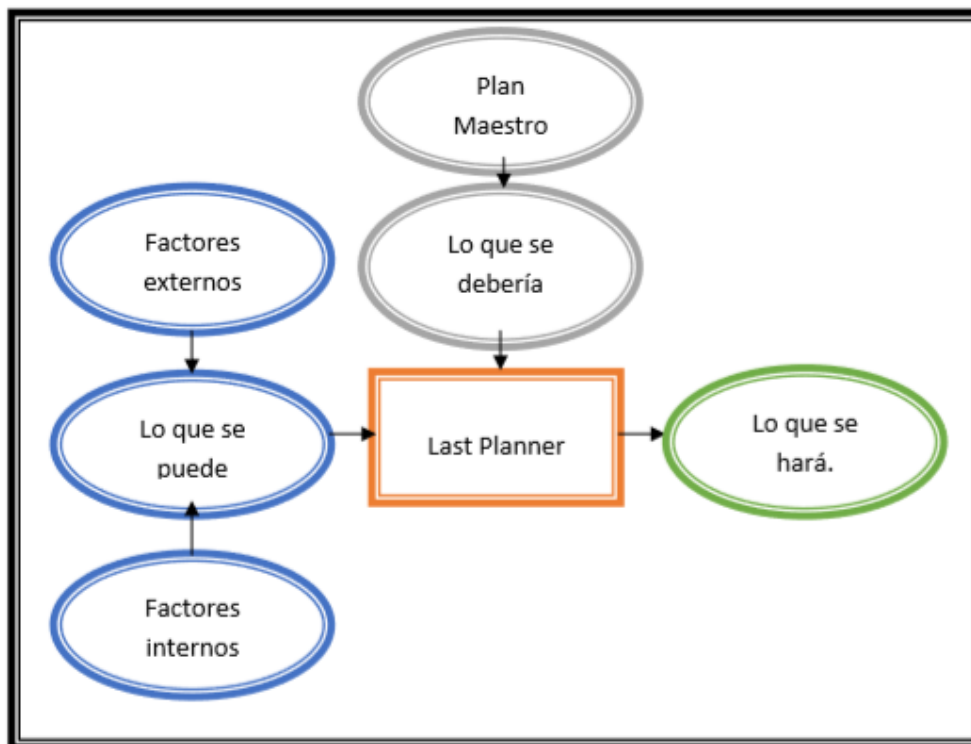 Plan
Maestro
Lo que se
debería
Factores
externos
Lo que se
puede
Last Planner
Lo que se
hará.
Factores
internos